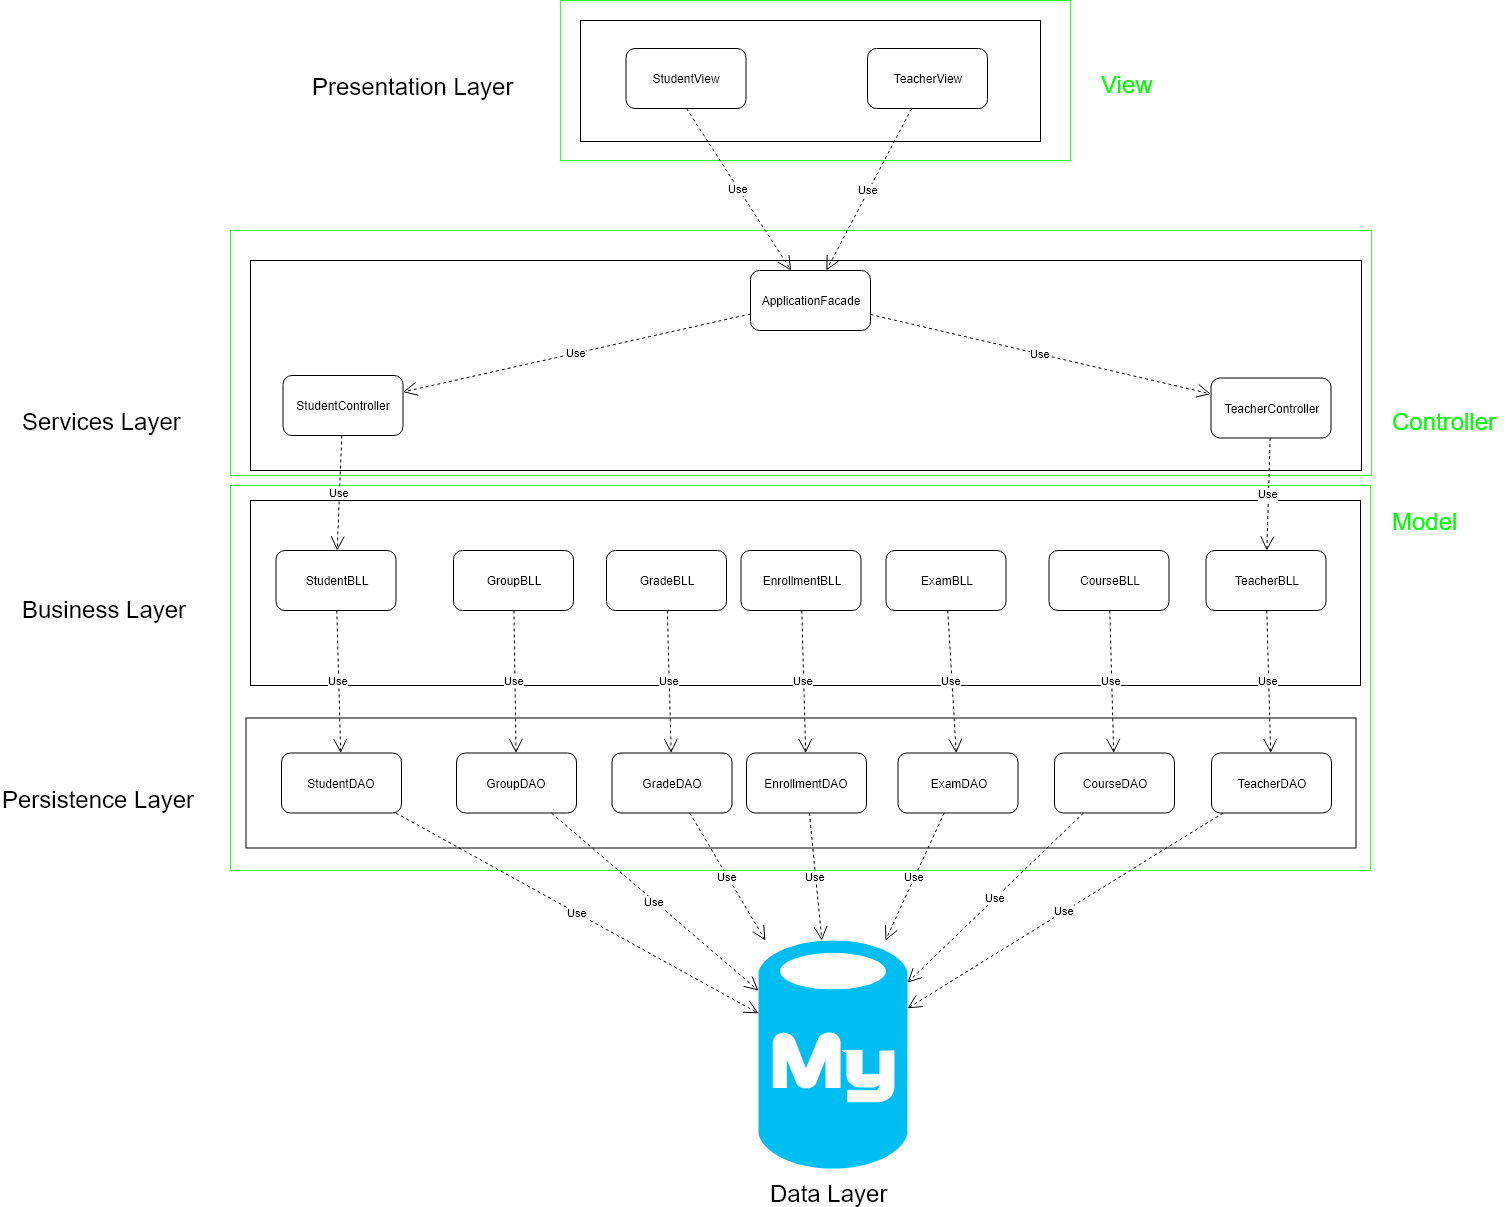 StudentView
TeacherView
Presentation Layer
View
Use
Use
ApplicationFacade
Use
Use
StudentController
TeacherController
Services Layer
Controller
Use
Use
Model
StudentBLL
GroupBLL
GradeBLL
EnrollmentBLL
ExamBLL
CourseBLL
TeacherBLL
Business Layer
Use
Use
Use
Use
Use
Use
Use
StudentDAO
GroupDAO
GradeDAO
EnrollmentDAO
ExamDAO
CourseDAO
TeacherDAO
Persistence Layer
Use
Use
Use
Use
Use
Use
Use
My
Data Layer